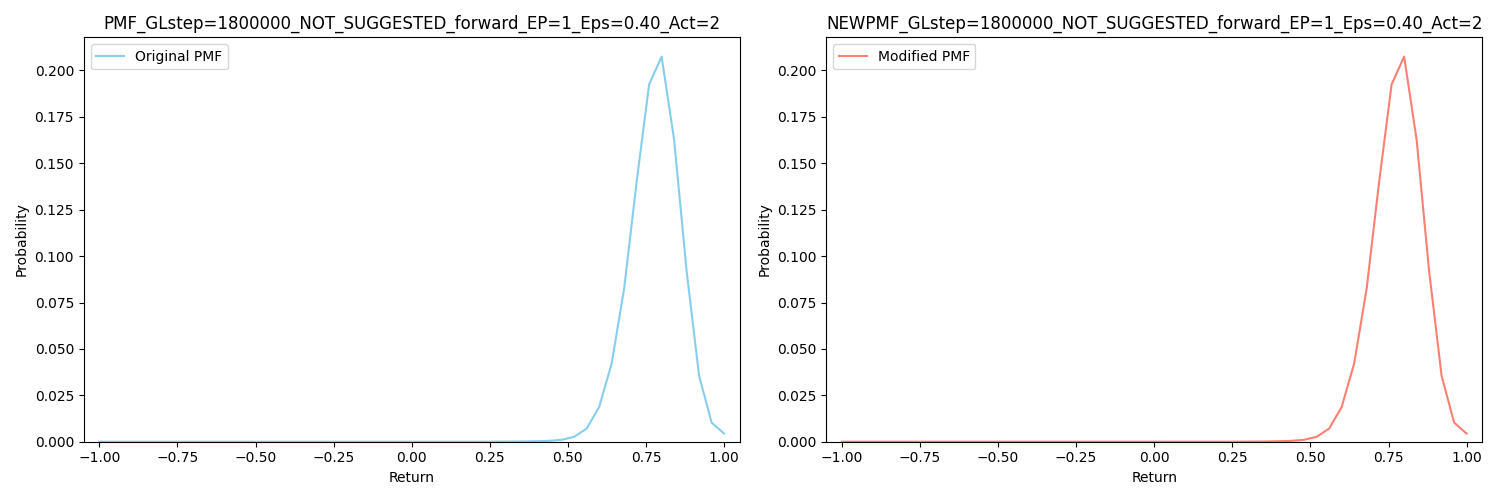 PMF_GLstep=1800000_NOT_SUGGESTED_forward_EP=1_Eps=0.40_Act=2
Original PMF
Probability
0.200
0.175
0.150
0.125
0.100
0.075
0.050
0.025
0.000
−1.00 −0.75 −0.50 −0.25 0.00 0.25 0.50 0.75 1.00
Return
NEWPMF_GLstep=1800000_NOT_SUGGESTED_forward_EP=1_Eps=0.40_Act=2
Modified PMF
Probability
0.200
0.175
0.150
0.125
0.100
0.075
0.050
0.025
0.000
−1.00 −0.75 −0.50 −0.25 0.00 0.25 0.50 0.75 1.00
Return